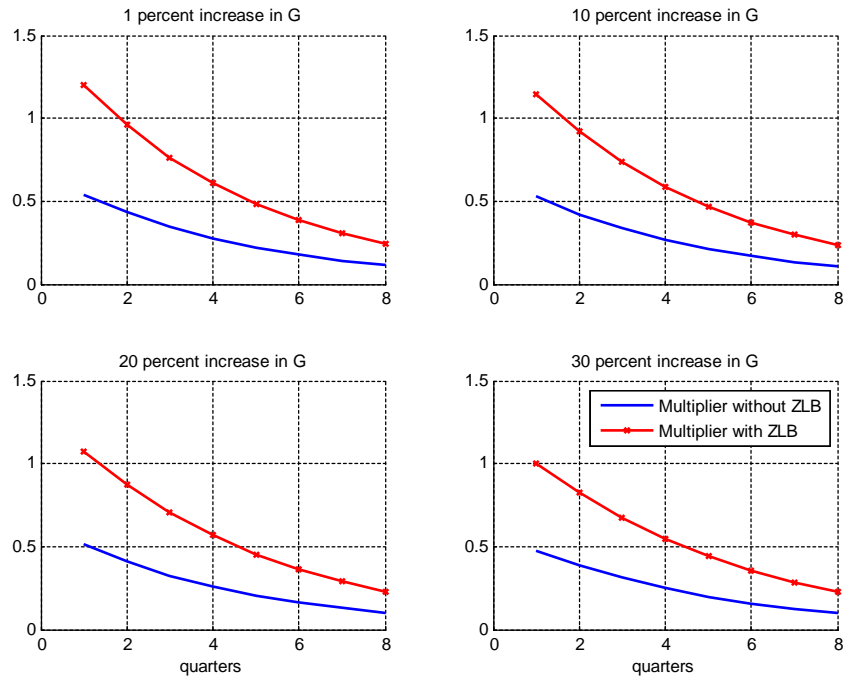 1 percent increase in G
1.5
1
0.5
0
0 2 4 6 8
10 percent increase in G
1.5
1
0.5
0
0 2 4 6 8
20 percent increase in G
1.5
1
0.5
0
0 2 4 6 8
quarters
30 percent increase in G
Multiplier without ZLB
Multiplier with ZLB
1.5
1
0.5
0
0 2 4 6 8
quarters